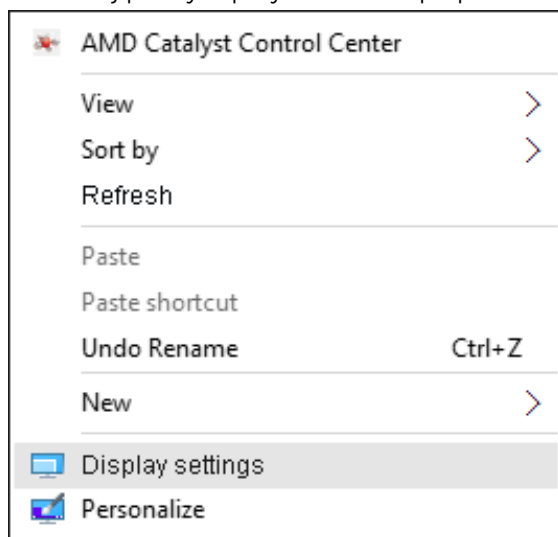 AMD Catalyst Control Center
View
Sort by
Refresh
Paste
Paste shortcut
Undo Rename Ctrl+Z
New
Display settings
Personalize